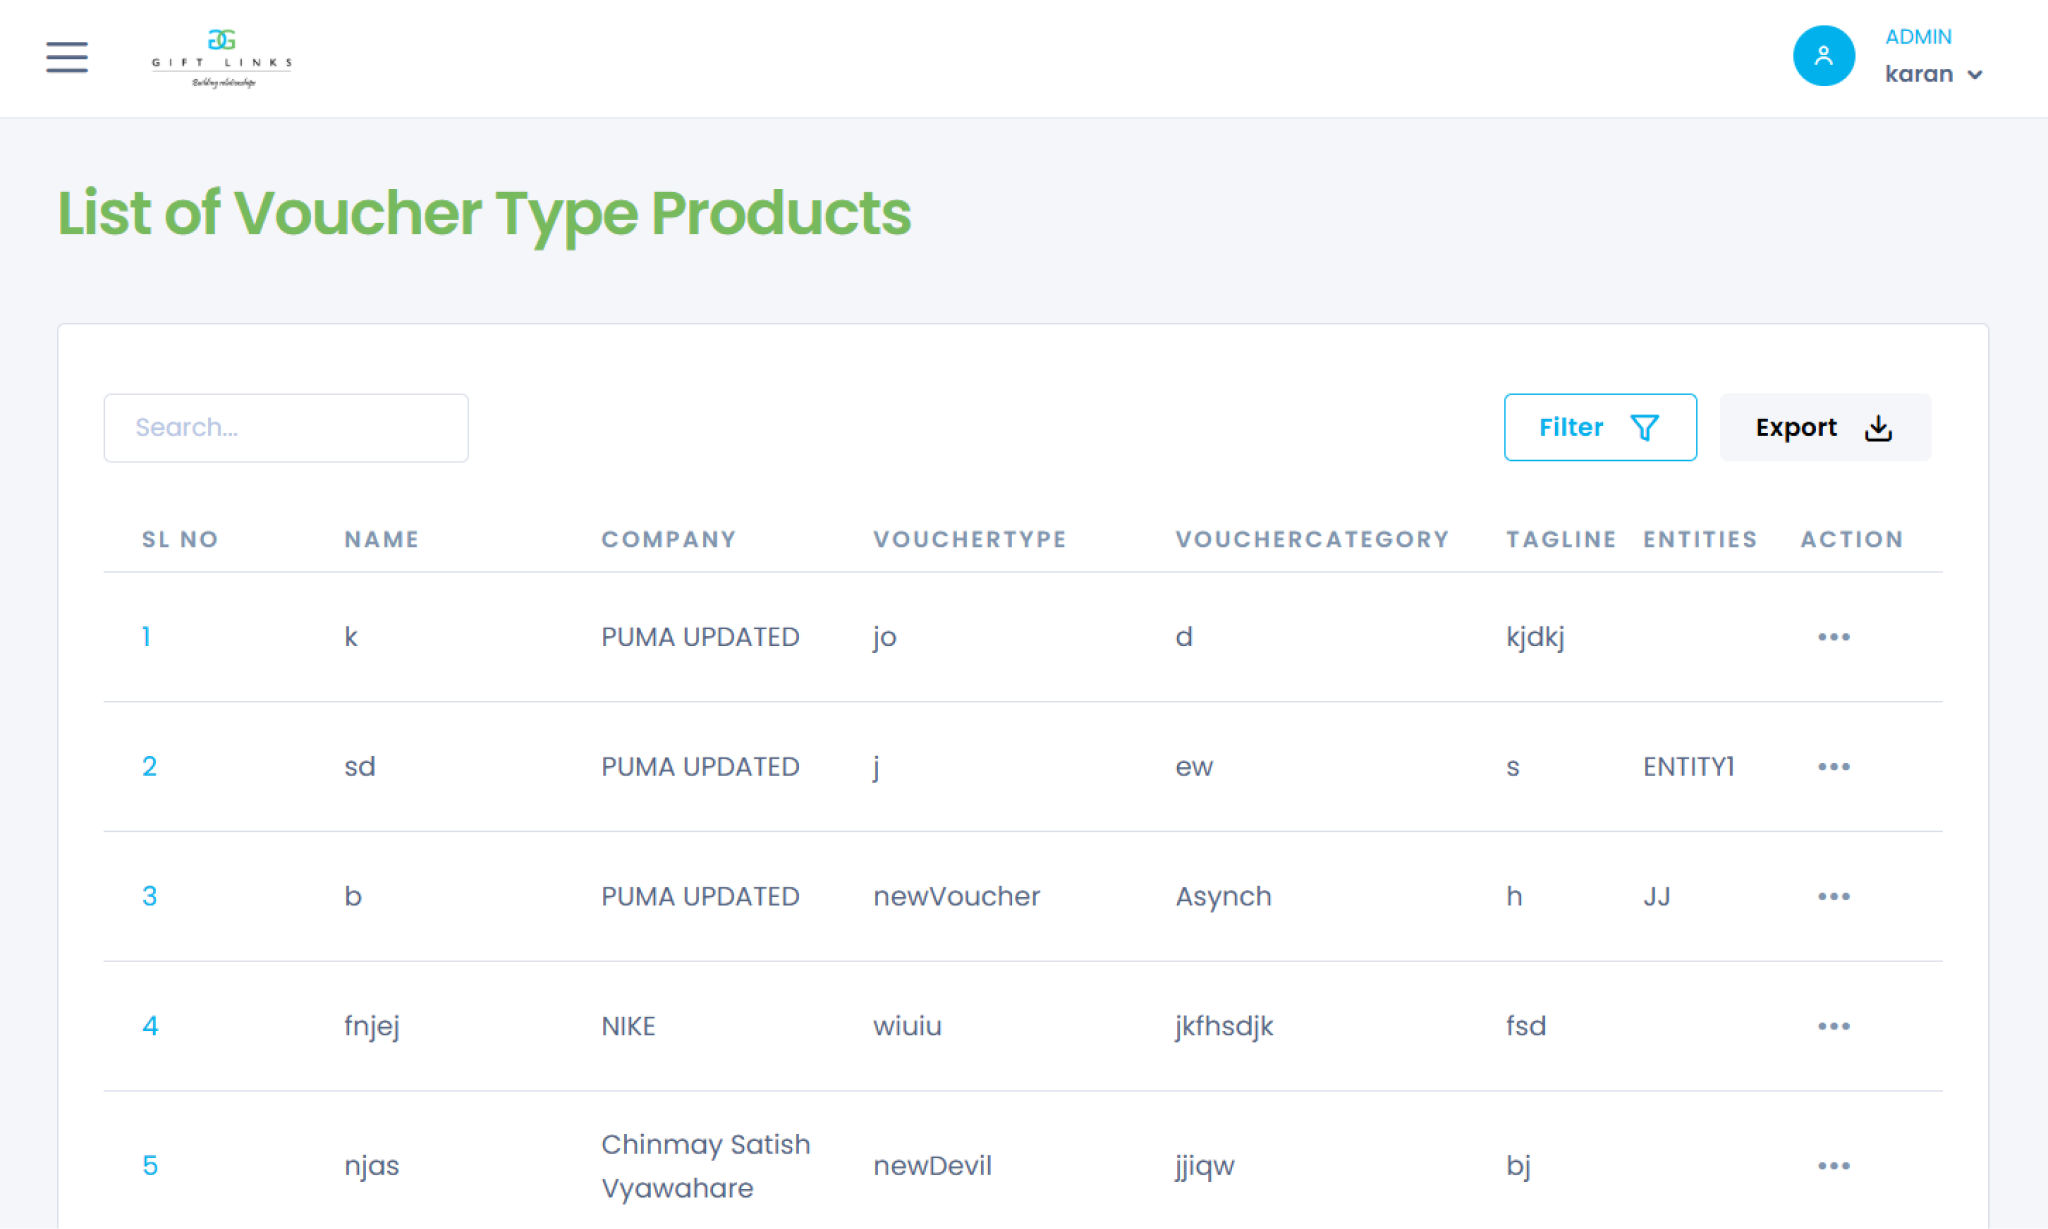 GIFT LINKS
Building relationships
ADMIN
karan
List of Voucher Type Products
Search...
Filter
Export
SL NO NAME COMPANY VOUCHERTYPE VOUCHERCATEGORY TAGLINE ENTITIES ACTION
1 k PUMA UPDATED jo d kjdkj
2 sd PUMA UPDATED j ew s ENTITY1
3 b PUMA UPDATED newVoucher Asynch h JJ
4 fnjej NIKE wiuiu jkfhsdjk fsd
5 njas Chinmay Satish Vyawahare newDevil jjiqw bj